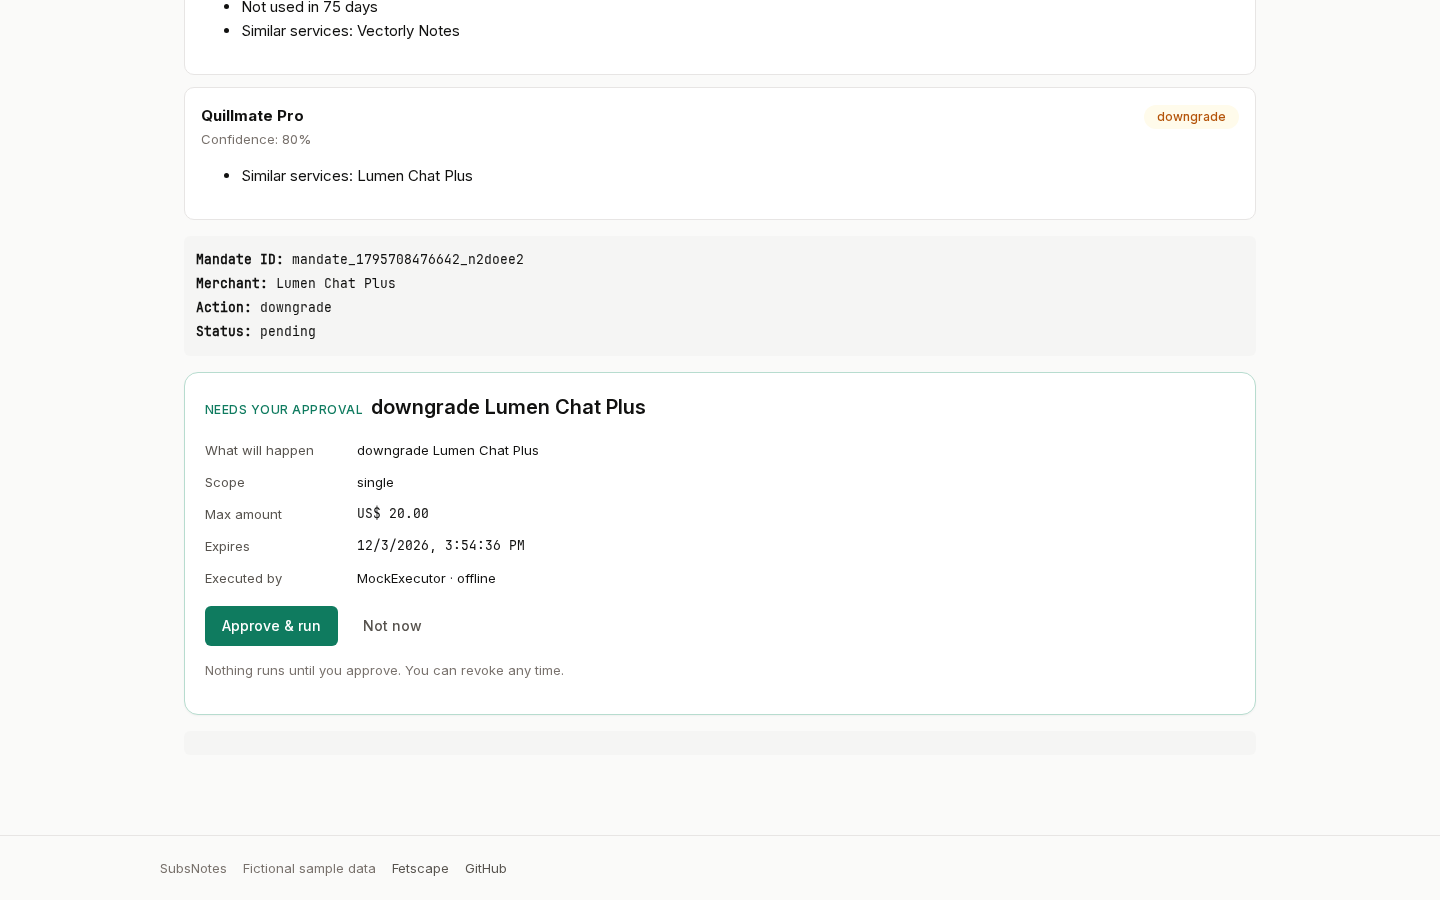 Not used in 75 days
Similar services: Vectorly Notes
Quillmate Pro
downgrade
Confidence: 80%
Similar services: Lumen Chat Plus
Mandate ID: mandate_1795708476642_n2doee2
Merchant: Lumen Chat Plus
Action: downgrade
Status: pending
NEEDS YOUR APPROVAL downgrade Lumen Chat Plus
What will happen downgrade Lumen Chat Plus
Scope single
Max amount US$ 20.00
Expires 12/3/2026, 3:54:36 PM
Executed by MockExecutor · offline
Approve & run Not now
Nothing runs until you approve. You can revoke any time.
SubsNotes Fictional sample data Fetscape GitHub